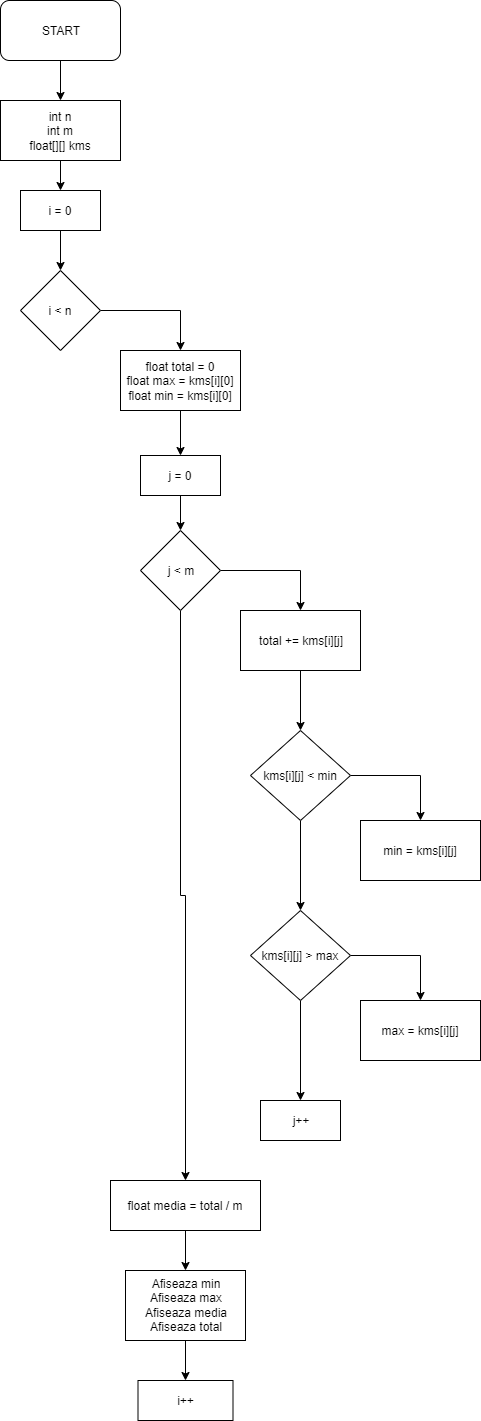 START
int n
int m
float[][] kms
i = 0
i < n
float total = 0
float max = kms[i][0]
float min = kms[i][0]
j = 0
j < m
total += kms[i][j]
kms[i][j] < min
min = kms[i][j]
kms[i][j] > max
max = kms[i][j]
j++
float media = total / m
Afiseaza min
Afiseaza max
Afiseaza media
Afiseaza total
i++